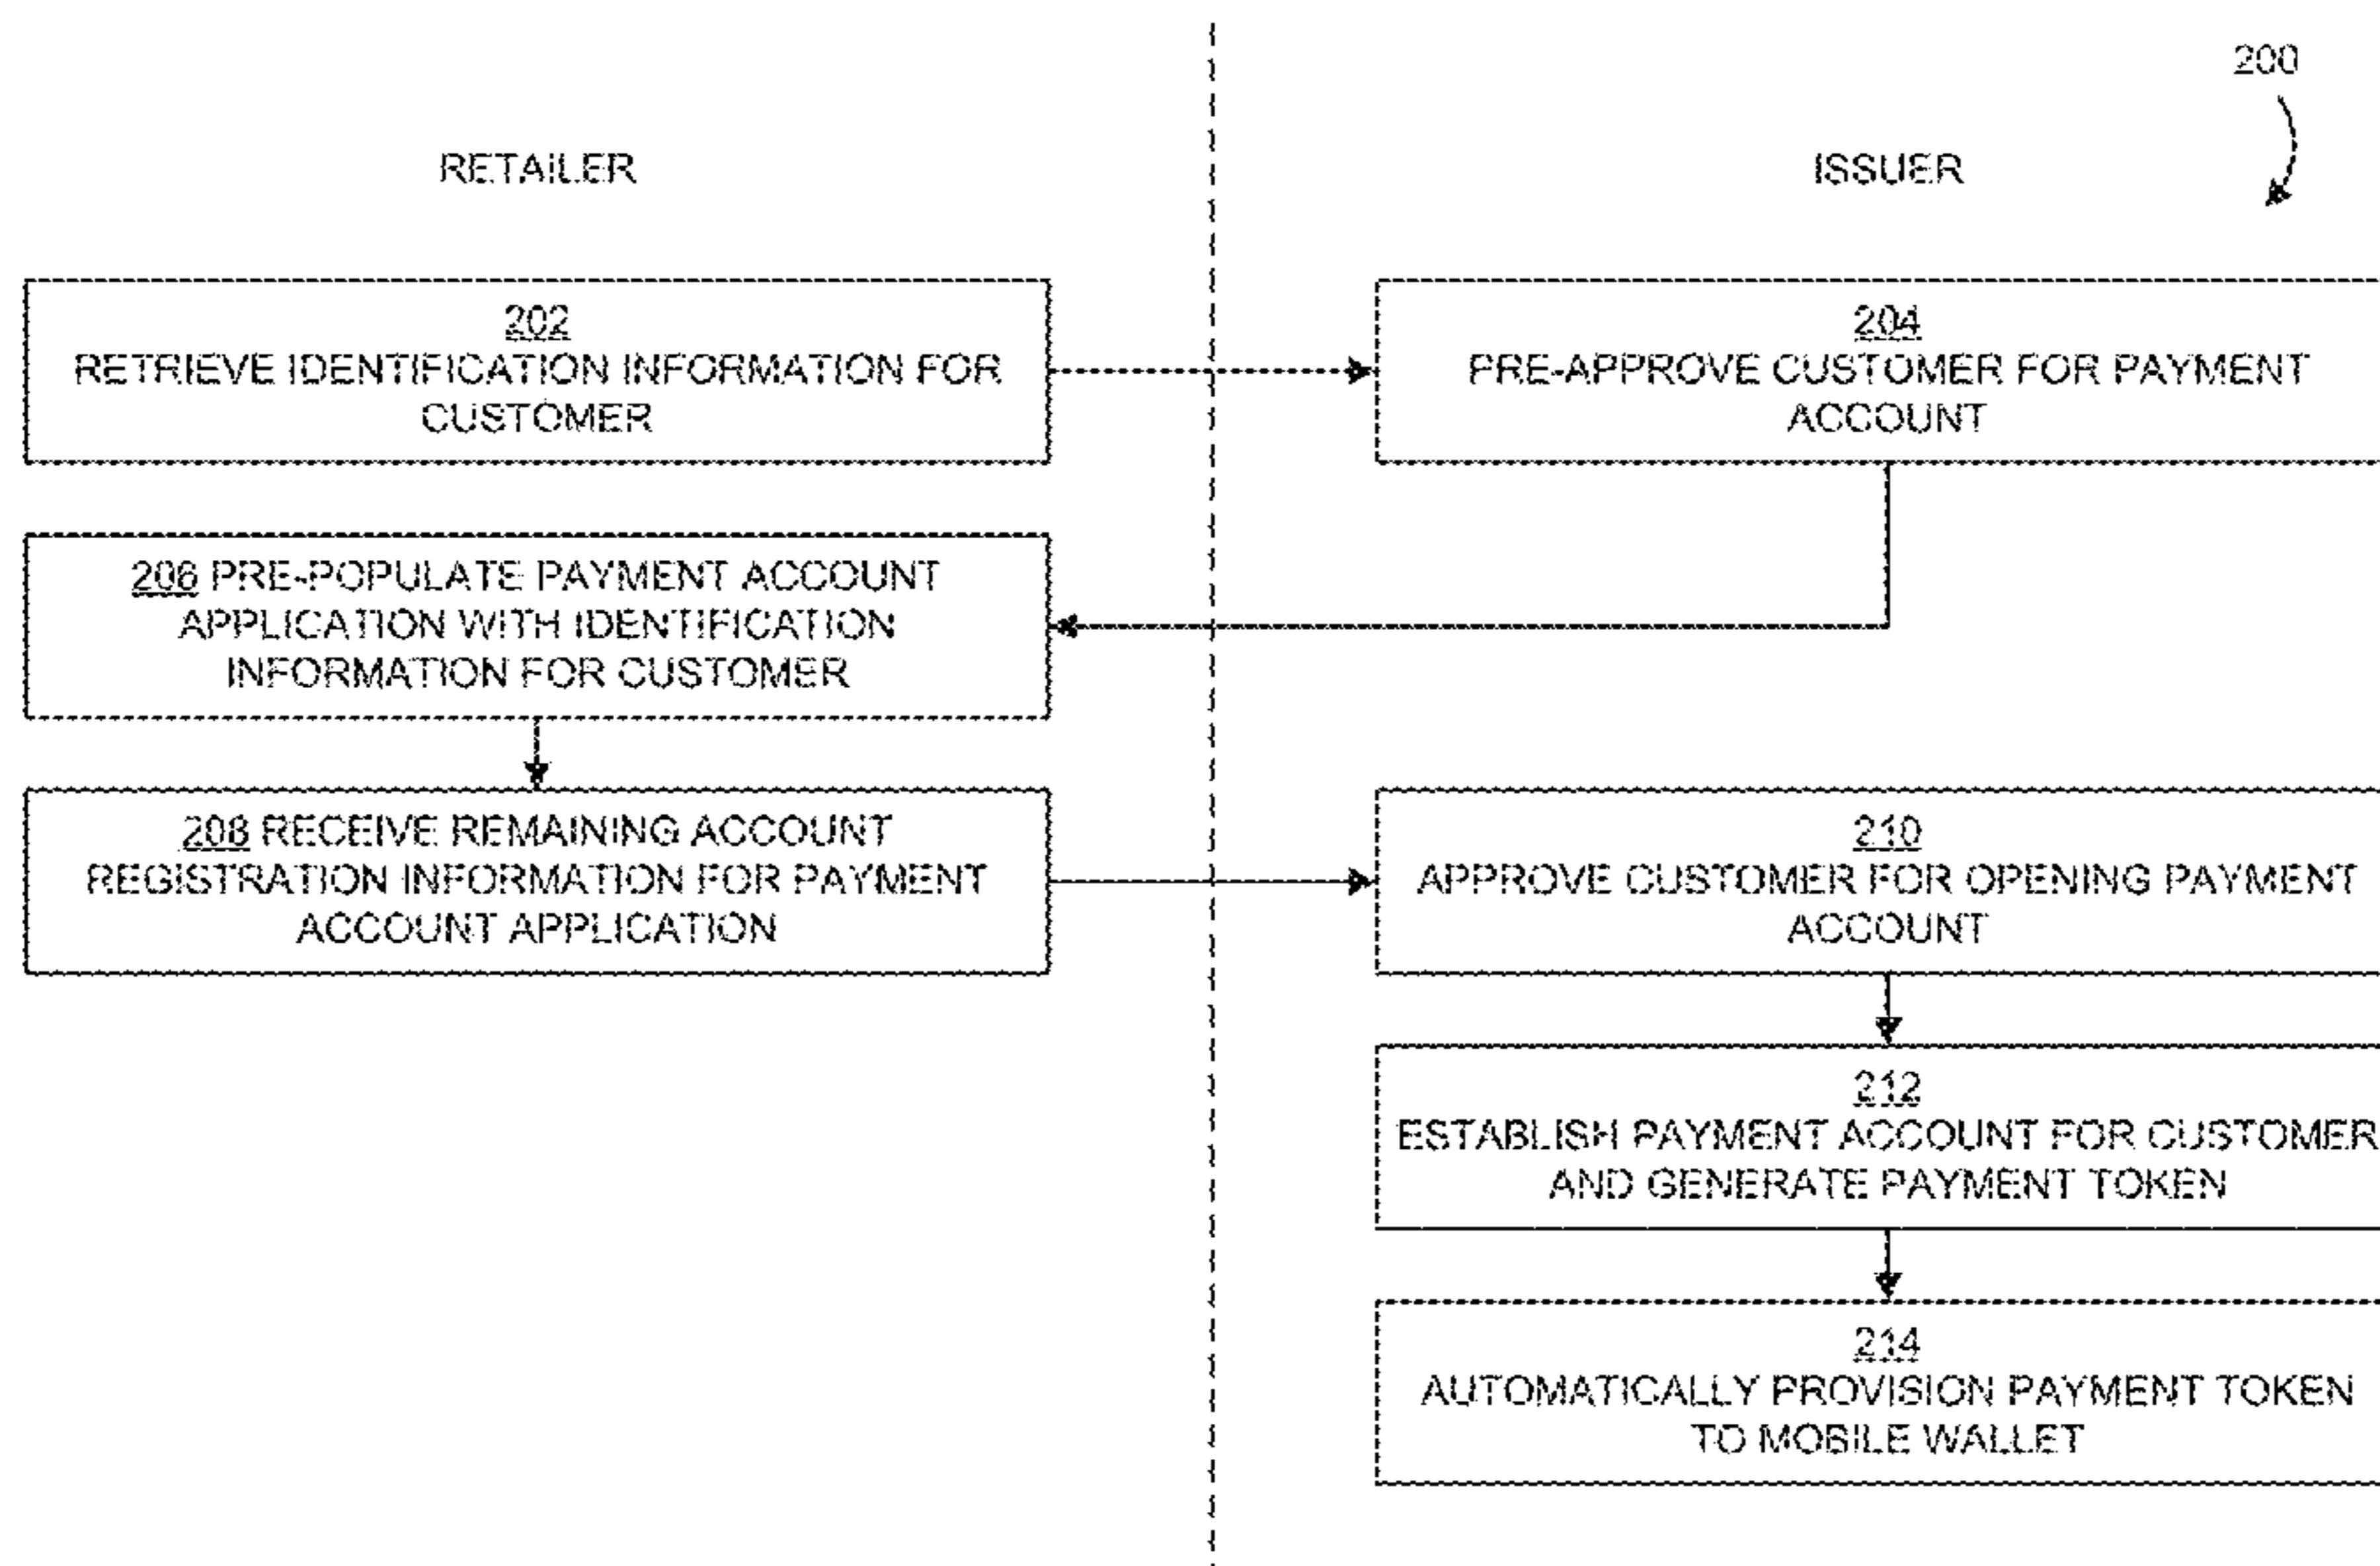 200
RETAILER
ISSUER
202
RETRIEVE IDENTIFICATION INFORMATION FOR
CUSTOMER
204
PRE-APPROVE CUSTOMER FOR PAYMENT
ACCOUNT
206 PRE-POPULATE PAYMENT ACCOUNT
APPLICATION WITH IDENTIFICATION
INFORMATION FOR CUSTOMER
208 RECEIVE REMAINING ACCOUNT
REGISTRATION INFORMATION FOR PAYMENT
ACCOUNT APPLICATION
210
APPROVE CUSTOMER FOR OPENING PAYMENT
ACCOUNT
212
ESTABLISH PAYMENT ACCOUNT FOR CUSTOMER
AND GENERATE PAYMENT TOKEN
214
AUTOMATICALLY PROVISION PAYMENT TOKEN
TO MOBILE WALLET